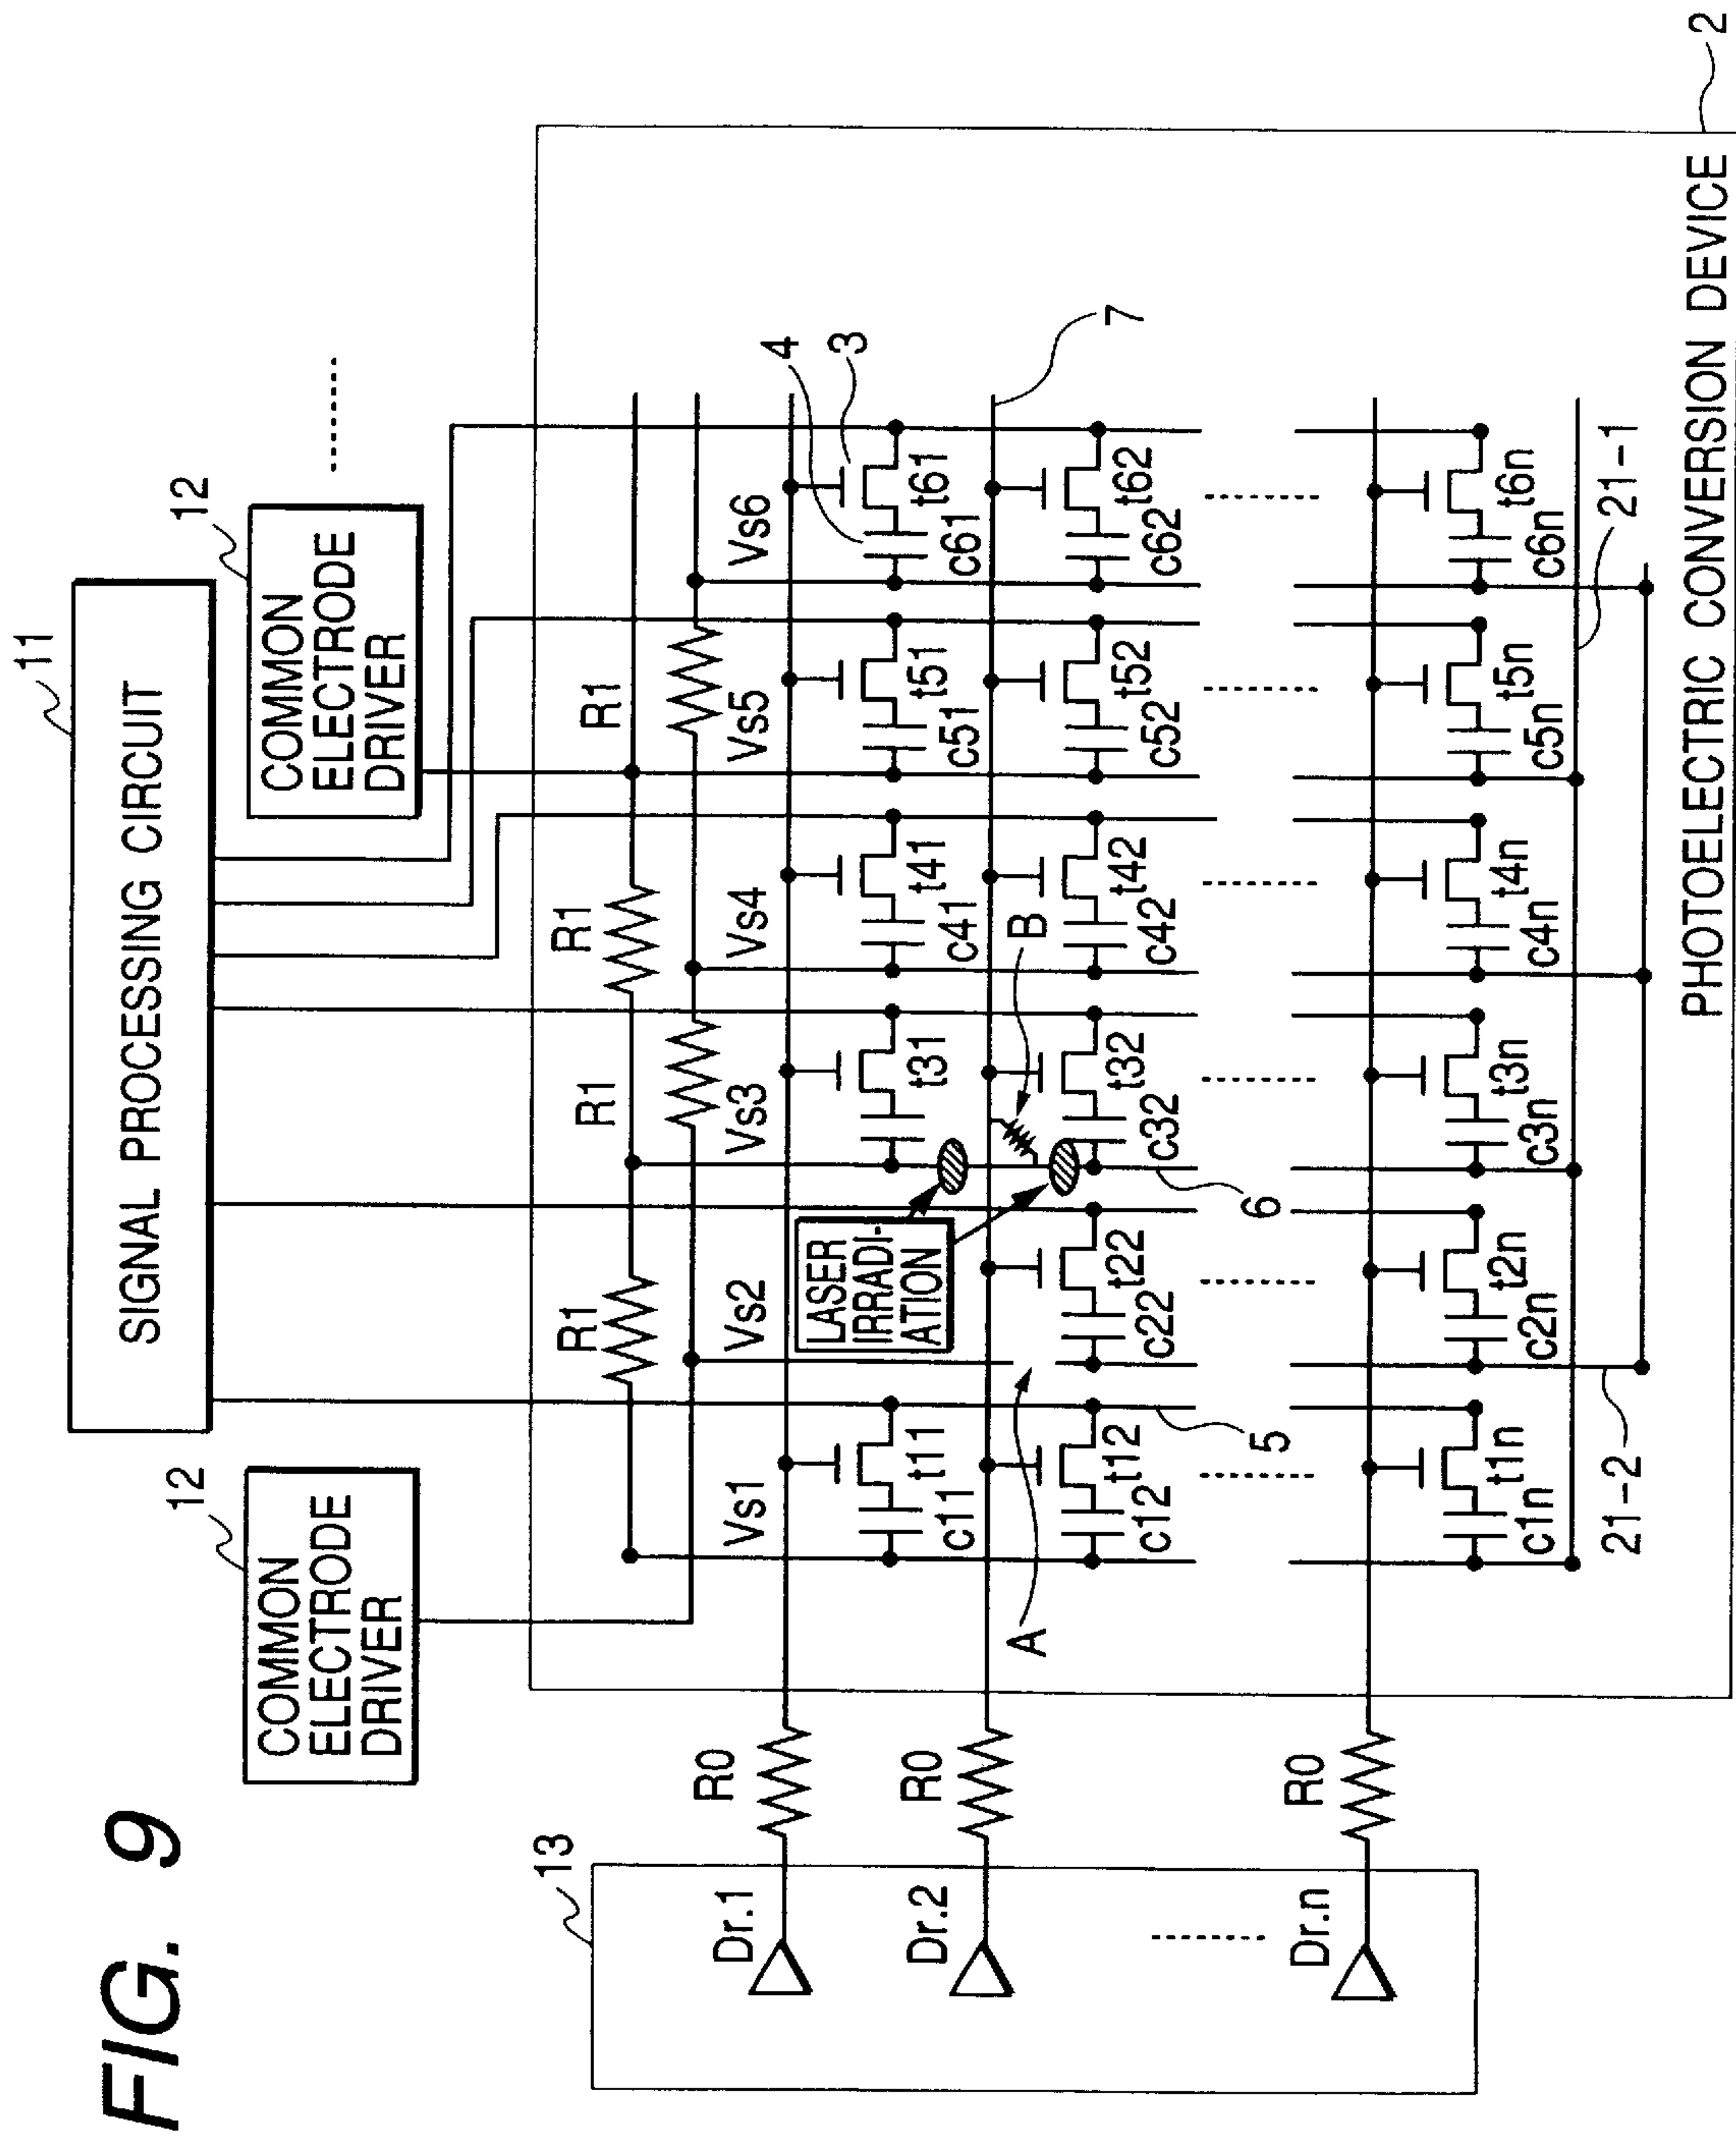 FIG. 9
11
SIGNAL PROCESSING CIRCUIT
12
COMMON
ELECTRODE
DRIVER
12
COMMON
ELECTRODE
DRIVER
R1
R1
R1
R1
13
Dr.1
R0
Vs1
Vs2
Vs3
Vs4
Vs5
Vs6
4
3
t11
c11
t31
t41
c41
t51
c51
t61
c61
LASER
IRRADI-
ATION
Dr.2
R0
7
A
B
t12
c12
t22
c22
t32
c32
t42
c42
t52
c52
t62
c62
5
6
Dr.n
R0
t1n
c1n
t2n
c2n
t3n
c3n
t4n
c4n
t5n
c5n
t6n
c6n
21-2
21-1
PHOTOELECTRIC CONVERSION DEVICE
2